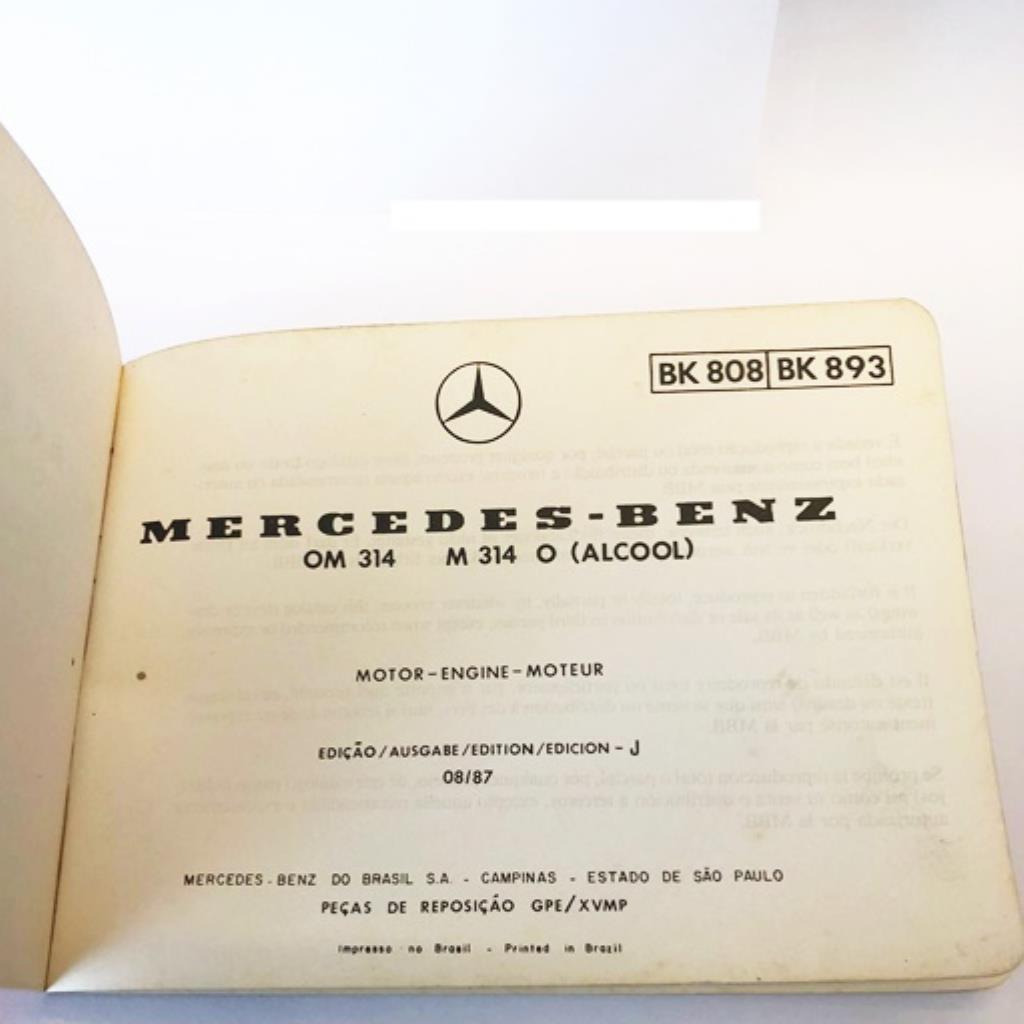 BK 808 BK 893
MERCEDES-BENZ
OM 314 M 314 O (ALCOOL)
MOTOR-ENGINE-MOTEUR
EDIÇÃO/AUSGABE/EDITION/EDICION - J
08/87
MERCEDES-BENZ DO BRASIL S.A. - CAMPINAS - ESTADO DE SÃO PAULO
PEÇAS DE REPOSIÇÃO GPE/XVMP
Impresso no Brasil - Printed in Brazil